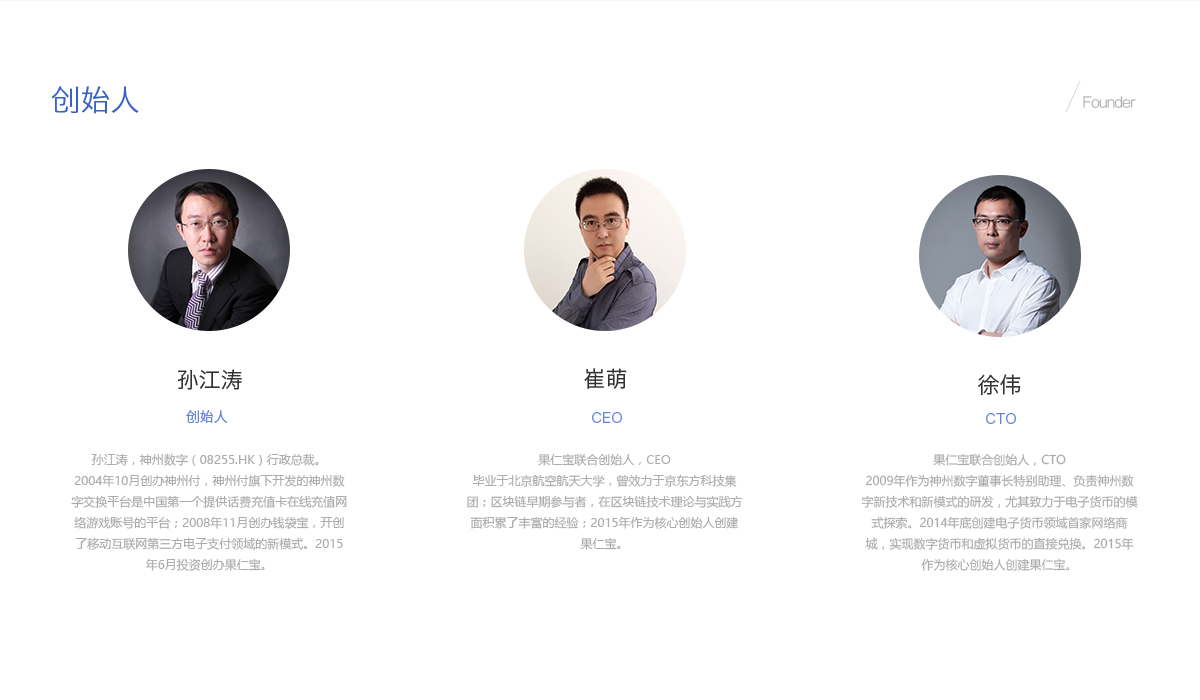 创始人
Founder
孙江涛
创始人
孙江涛，神州数字（08255.HK）行政总裁。
2004年10月创办神州付，神州付旗下开发的神州数
字交换平台是中国第一个提供话费充值卡在线充值网
络游戏账号的平台；2008年11月创办钱袋宝，开创
了移动互联网第三方电子支付领域的新模式。2015
年6月投资创办果仁宝。
崔萌
CEO
果仁宝联合创始人，CEO
毕业于北京航空航天大学，曾效力于京东方科技集
团；区块链早期参与者，在区块链技术理论与实践方
面积累了丰富的经验；2015年作为核心创始人创建
果仁宝。
徐伟
CTO
果仁宝联合创始人，CTO
2009年作为神州数字董事长特别助理、负责神州数
字新技术和新模式的研发，尤其致力于电子货币的模
式探索。2014年底创建电子货币领域首家网络商
城，实现数字货币和虚拟货币的直接兑换。2015年
作为核心创始人创建果仁宝。